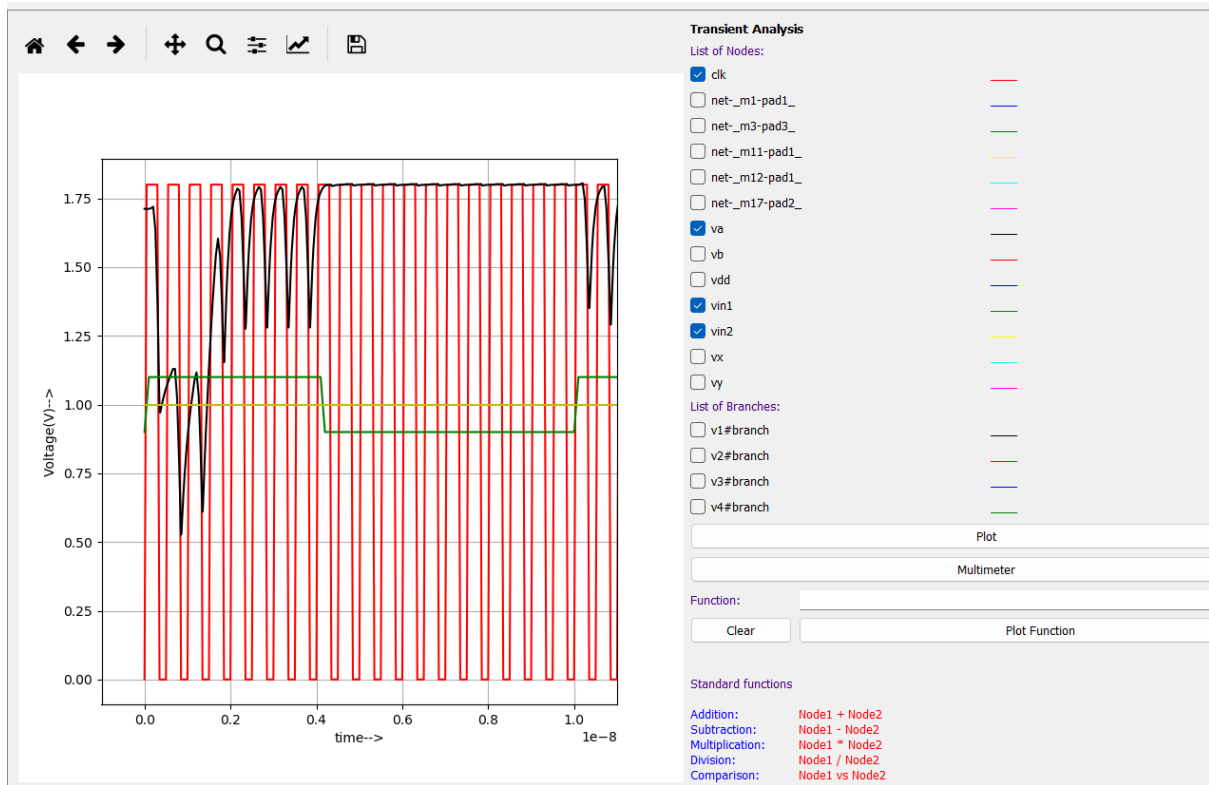 Transient Analysis
List of Nodes:
clk
net-_m1-pad1_
net-_m3-pad3_
net-_m11-pad1_
net-_m12-pad1_
net-_m17-pad2_
va
vb
vdd
vin1
vin2
vx
vy
List of Branches:
v1#branch
v2#branch
v3#branch
v4#branch
Plot
Multimeter
Function:
Clear
Plot Function
Standard functions
Addition: Node1 + Node2
Subtraction: Node1 - Node2
Multiplication: Node1 * Node2
Division: Node1 / Node2
Comparison: Node1 vs Node2
Voltage(V)-->
1.75
1.50
1.25
1.00
0.75
0.50
0.25
0.00
0.0 0.2 0.4 0.6 0.8 1.0
time-->
1e−8